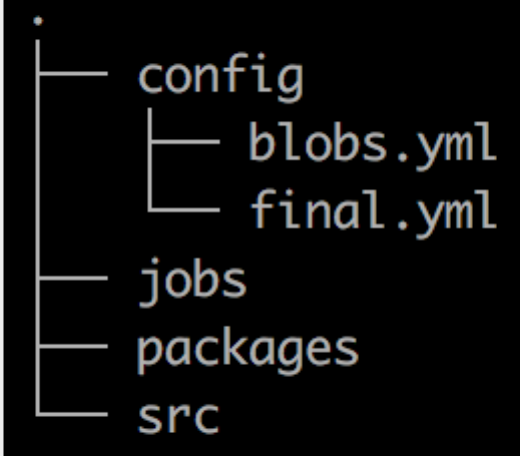 .
config
blobs.yml
final.yml
jobs
packages
src